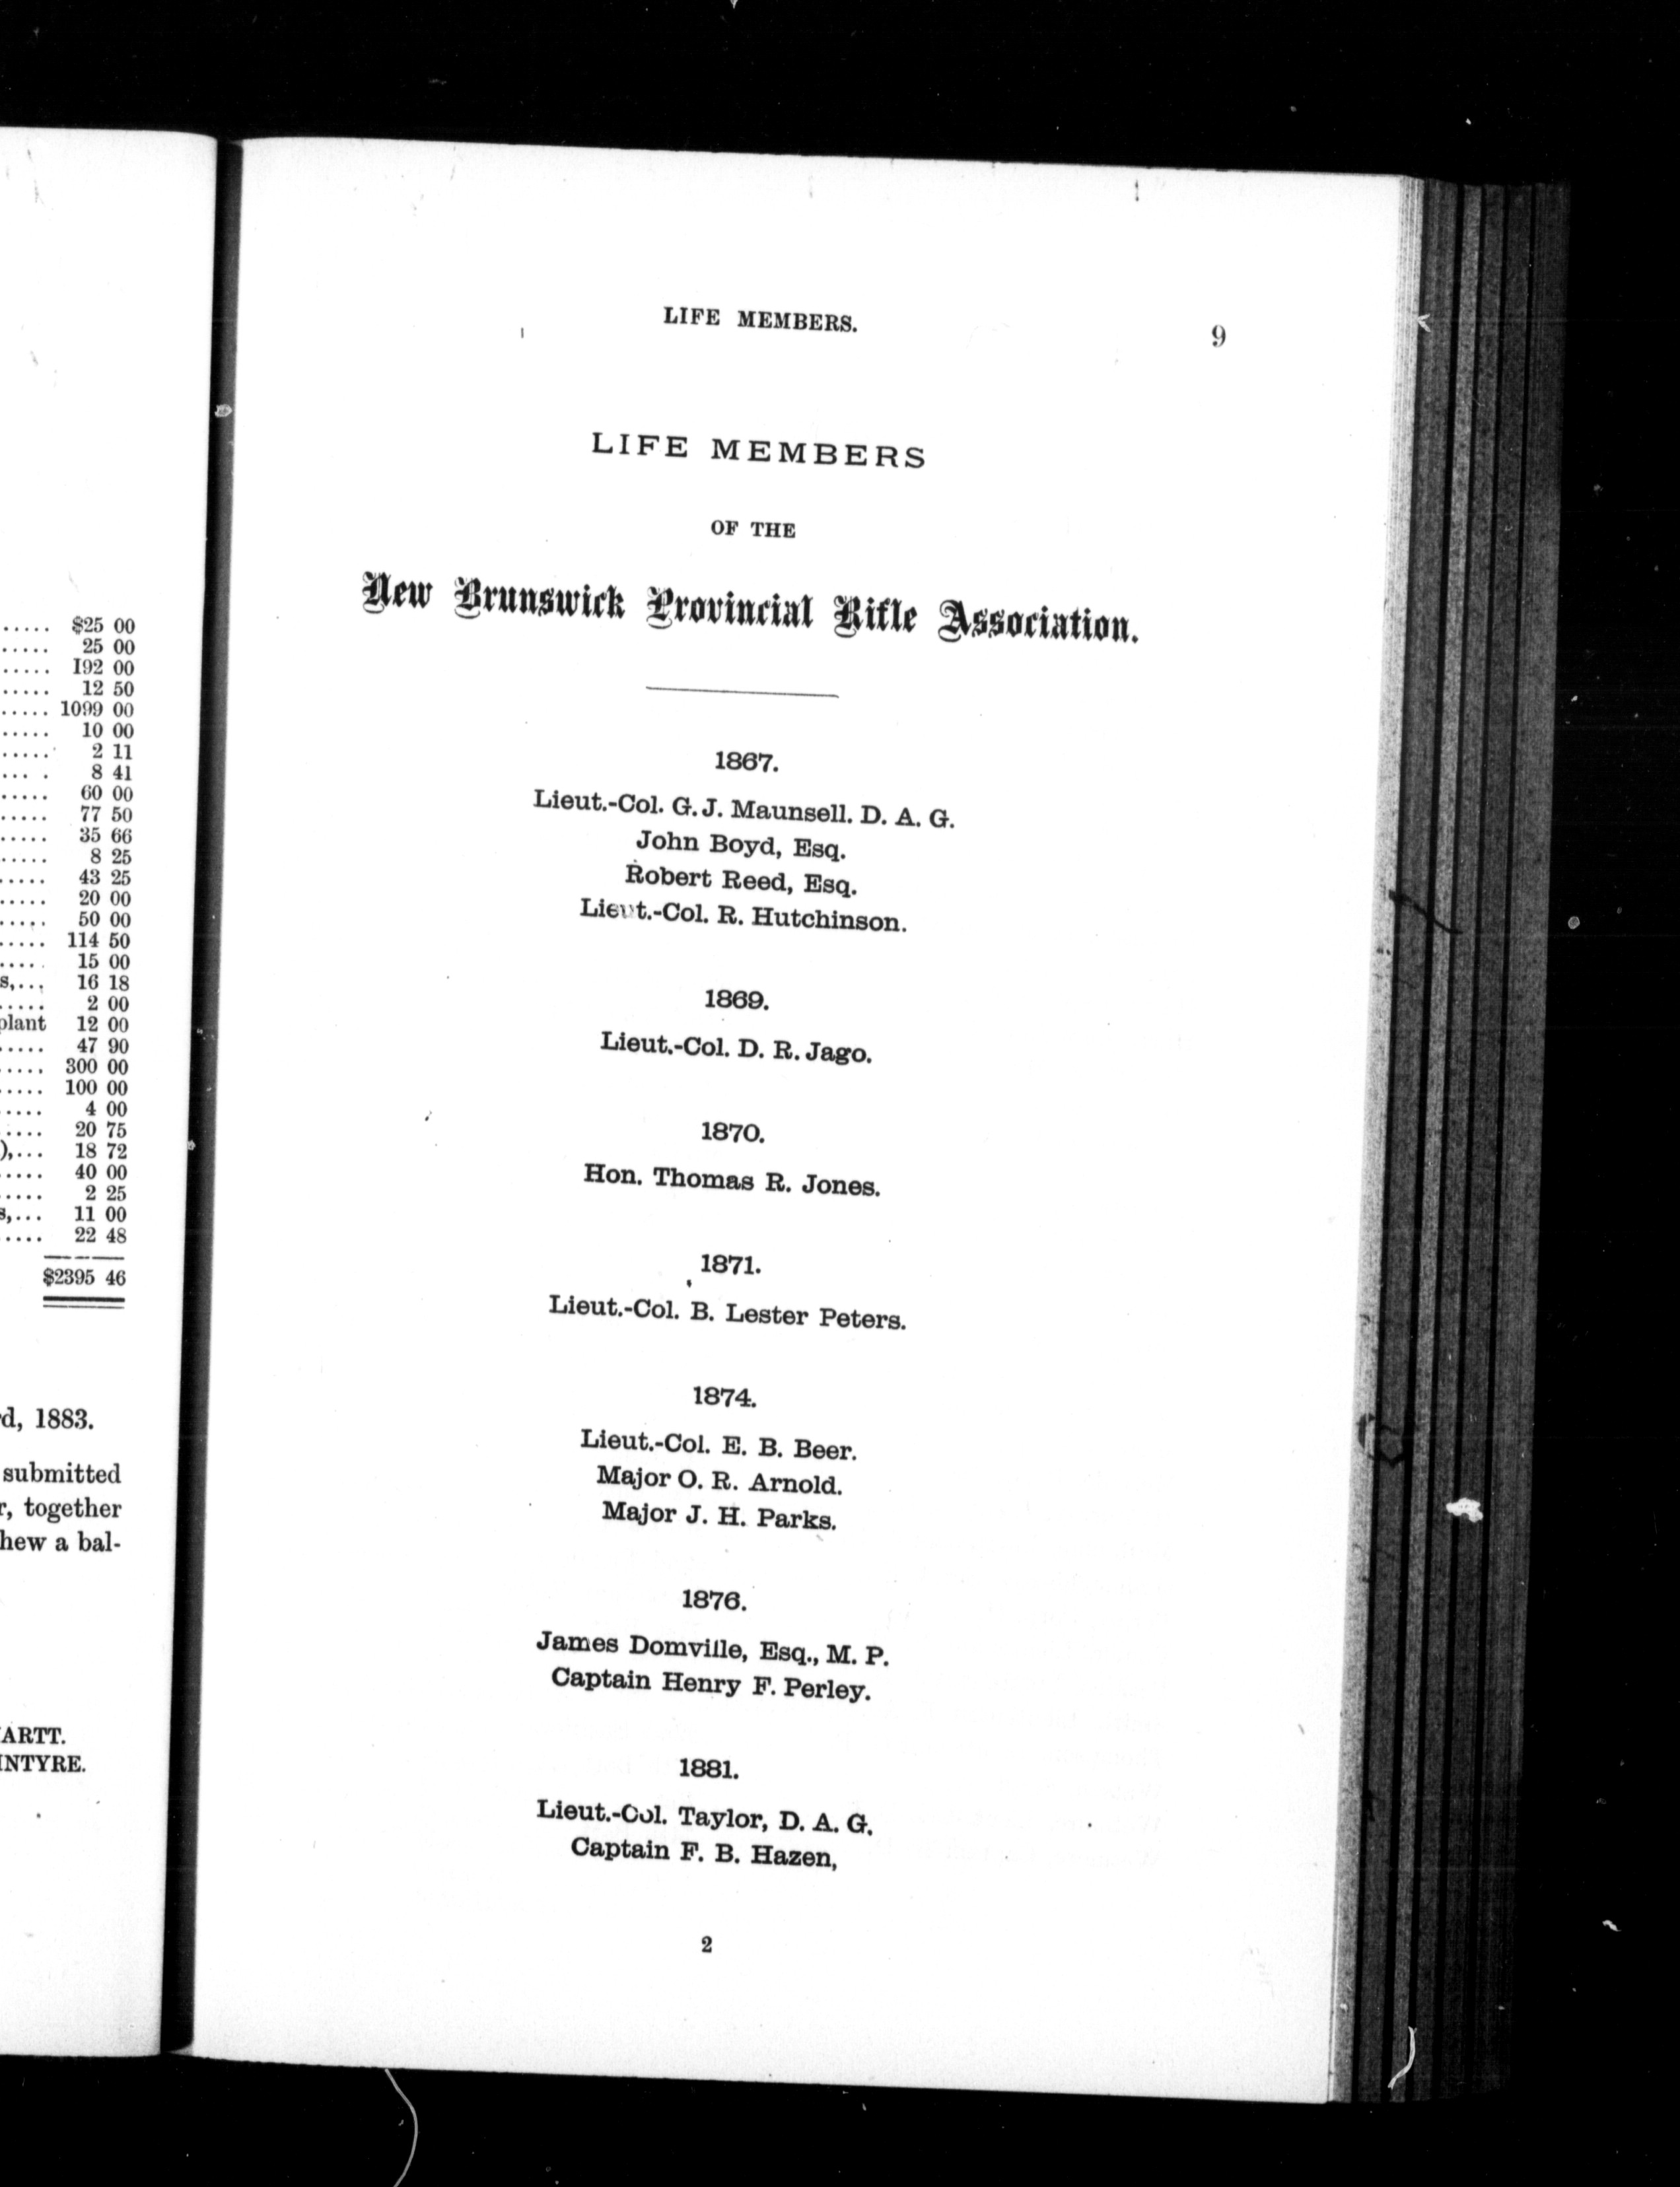 ..... $25 00
..... 25 00
..... 192 00
..... 12 50
..... 1099 00
..... 10 00
..... 2 11
... . 8 41
..... 60 00
..... 77 50
..... 35 66
..... 8 25
..... 43 25
..... 20 00
..... 50 00
..... 114 50
..... 15 00
s,... 16 18
..... 2 00
plant 12 00
..... 47 90
..... 300 00
..... 100 00
..... 4 00
..... 20 75
),... 18 72
..... 40 00
..... 2 25
s,... 11 00
..... 22 48
$2395 46
rd, 1883.
submitted
r, together
hew a bal-
ARTT.
INTYRE.
LIFE MEMBERS. 9
LIFE MEMBERS
OF THE
New Brunswick Provincial Rifle Association.
1867.
Lieut.-Col. G. J. Maunsell. D. A. G.
John Boyd, Esq.
Robert Reed, Esq.
Lieut.-Col. R. Hutchinson.
1869.
Lieut.-Col. D. R. Jago.
1870.
Hon. Thomas R. Jones.
1871.
Lieut.-Col. B. Lester Peters.
1874.
Lieut.-Col. E. B. Beer.
Major O. R. Arnold.
Major J. H. Parks.
1876.
James Domville, Esq., M. P.
Captain Henry F. Perley.
1881.
Lieut.-Col. Taylor, D. A. G.
Captain F. B. Hazen,
2